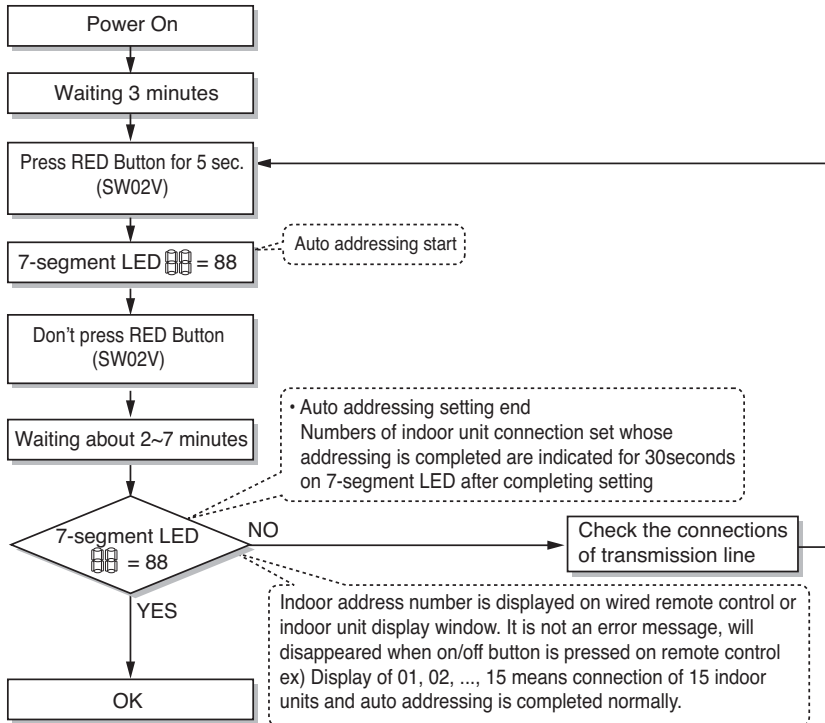 Power On
Waiting 3 minutes
Press RED Button for 5 sec.
(SW02V)
7-segment LED 88 = 88
Auto addressing start
Don't press RED Button
(SW02V)
Waiting about 2~7 minutes
• Auto addressing setting end
Numbers of indoor unit connection set whose
addressing is completed are indicated for 30seconds
on 7-segment LED after completing setting
7-segment LED
88 = 88
NO
Check the connections
of transmission line
YES
Indoor address number is displayed on wired remote control or
indoor unit display window. It is not an error message, will
disappeared when on/off button is pressed on remote control
ex) Display of 01, 02, ..., 15 means connection of 15 indoor
units and auto addressing is completed normally.
OK